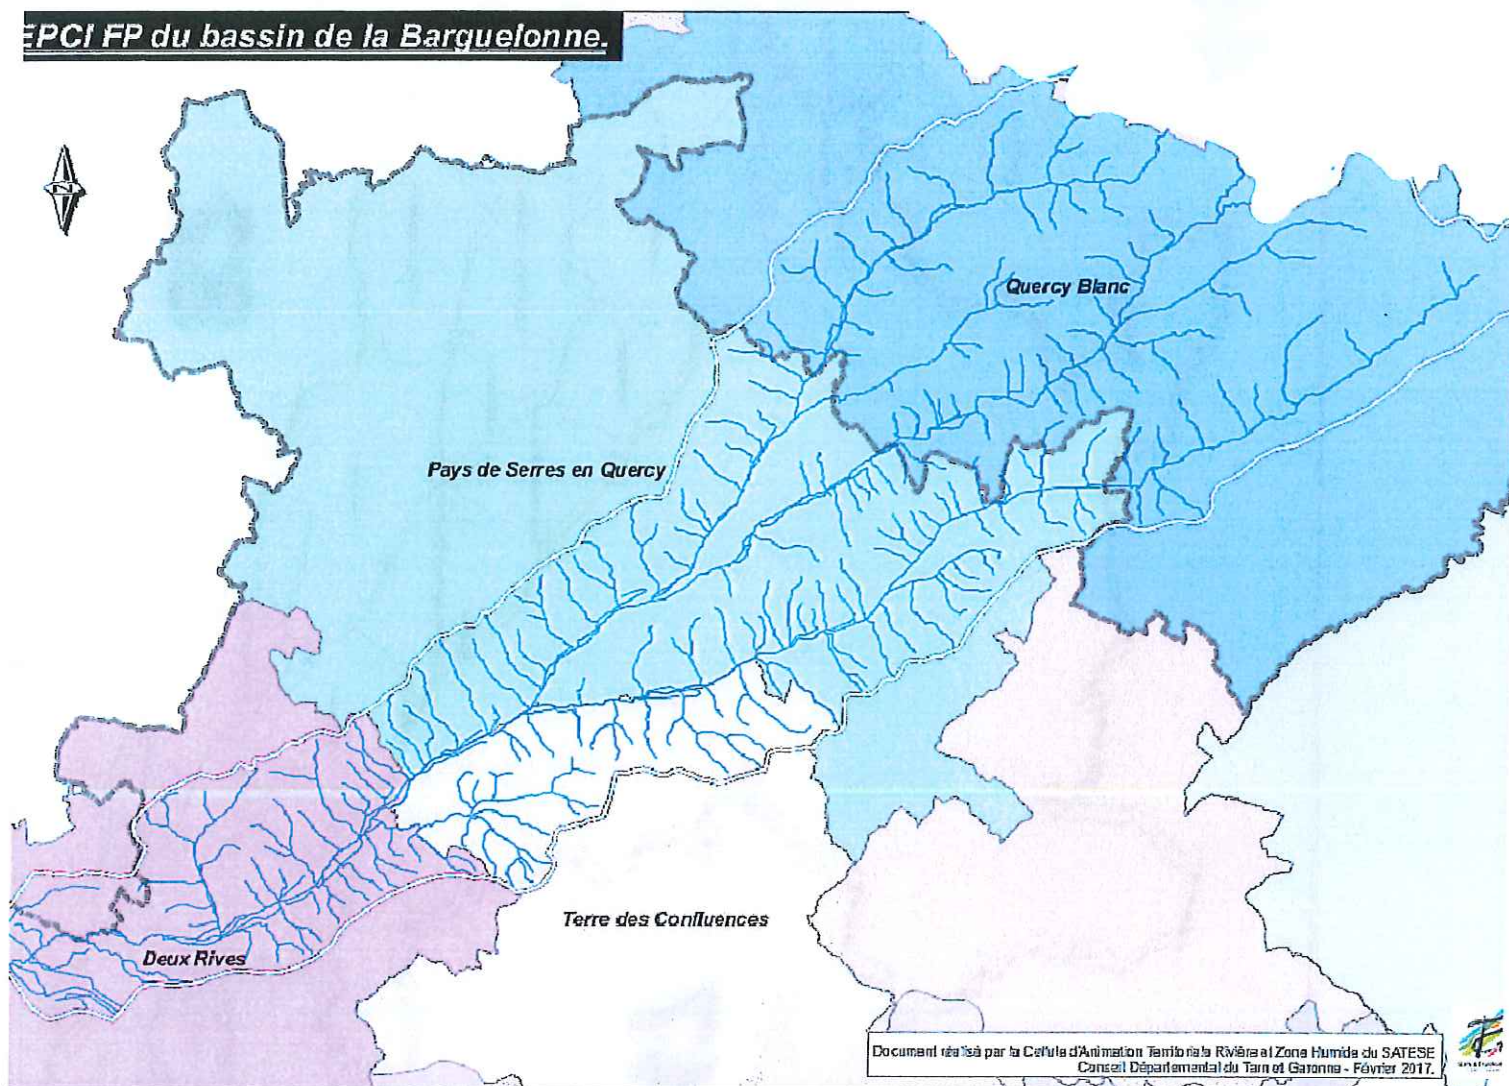 EPCI FP du bassin de la Barguelonne.
N
Quercy Blanc
Pays de Serres en Quercy
Terre des Confluences
Deux Rives
Document réalisé par la Cellule d'Animation Territoriale Rivière et Zone Humide du SATESE
Conseil Départemental du Tarn et Garonne - Février 2017.